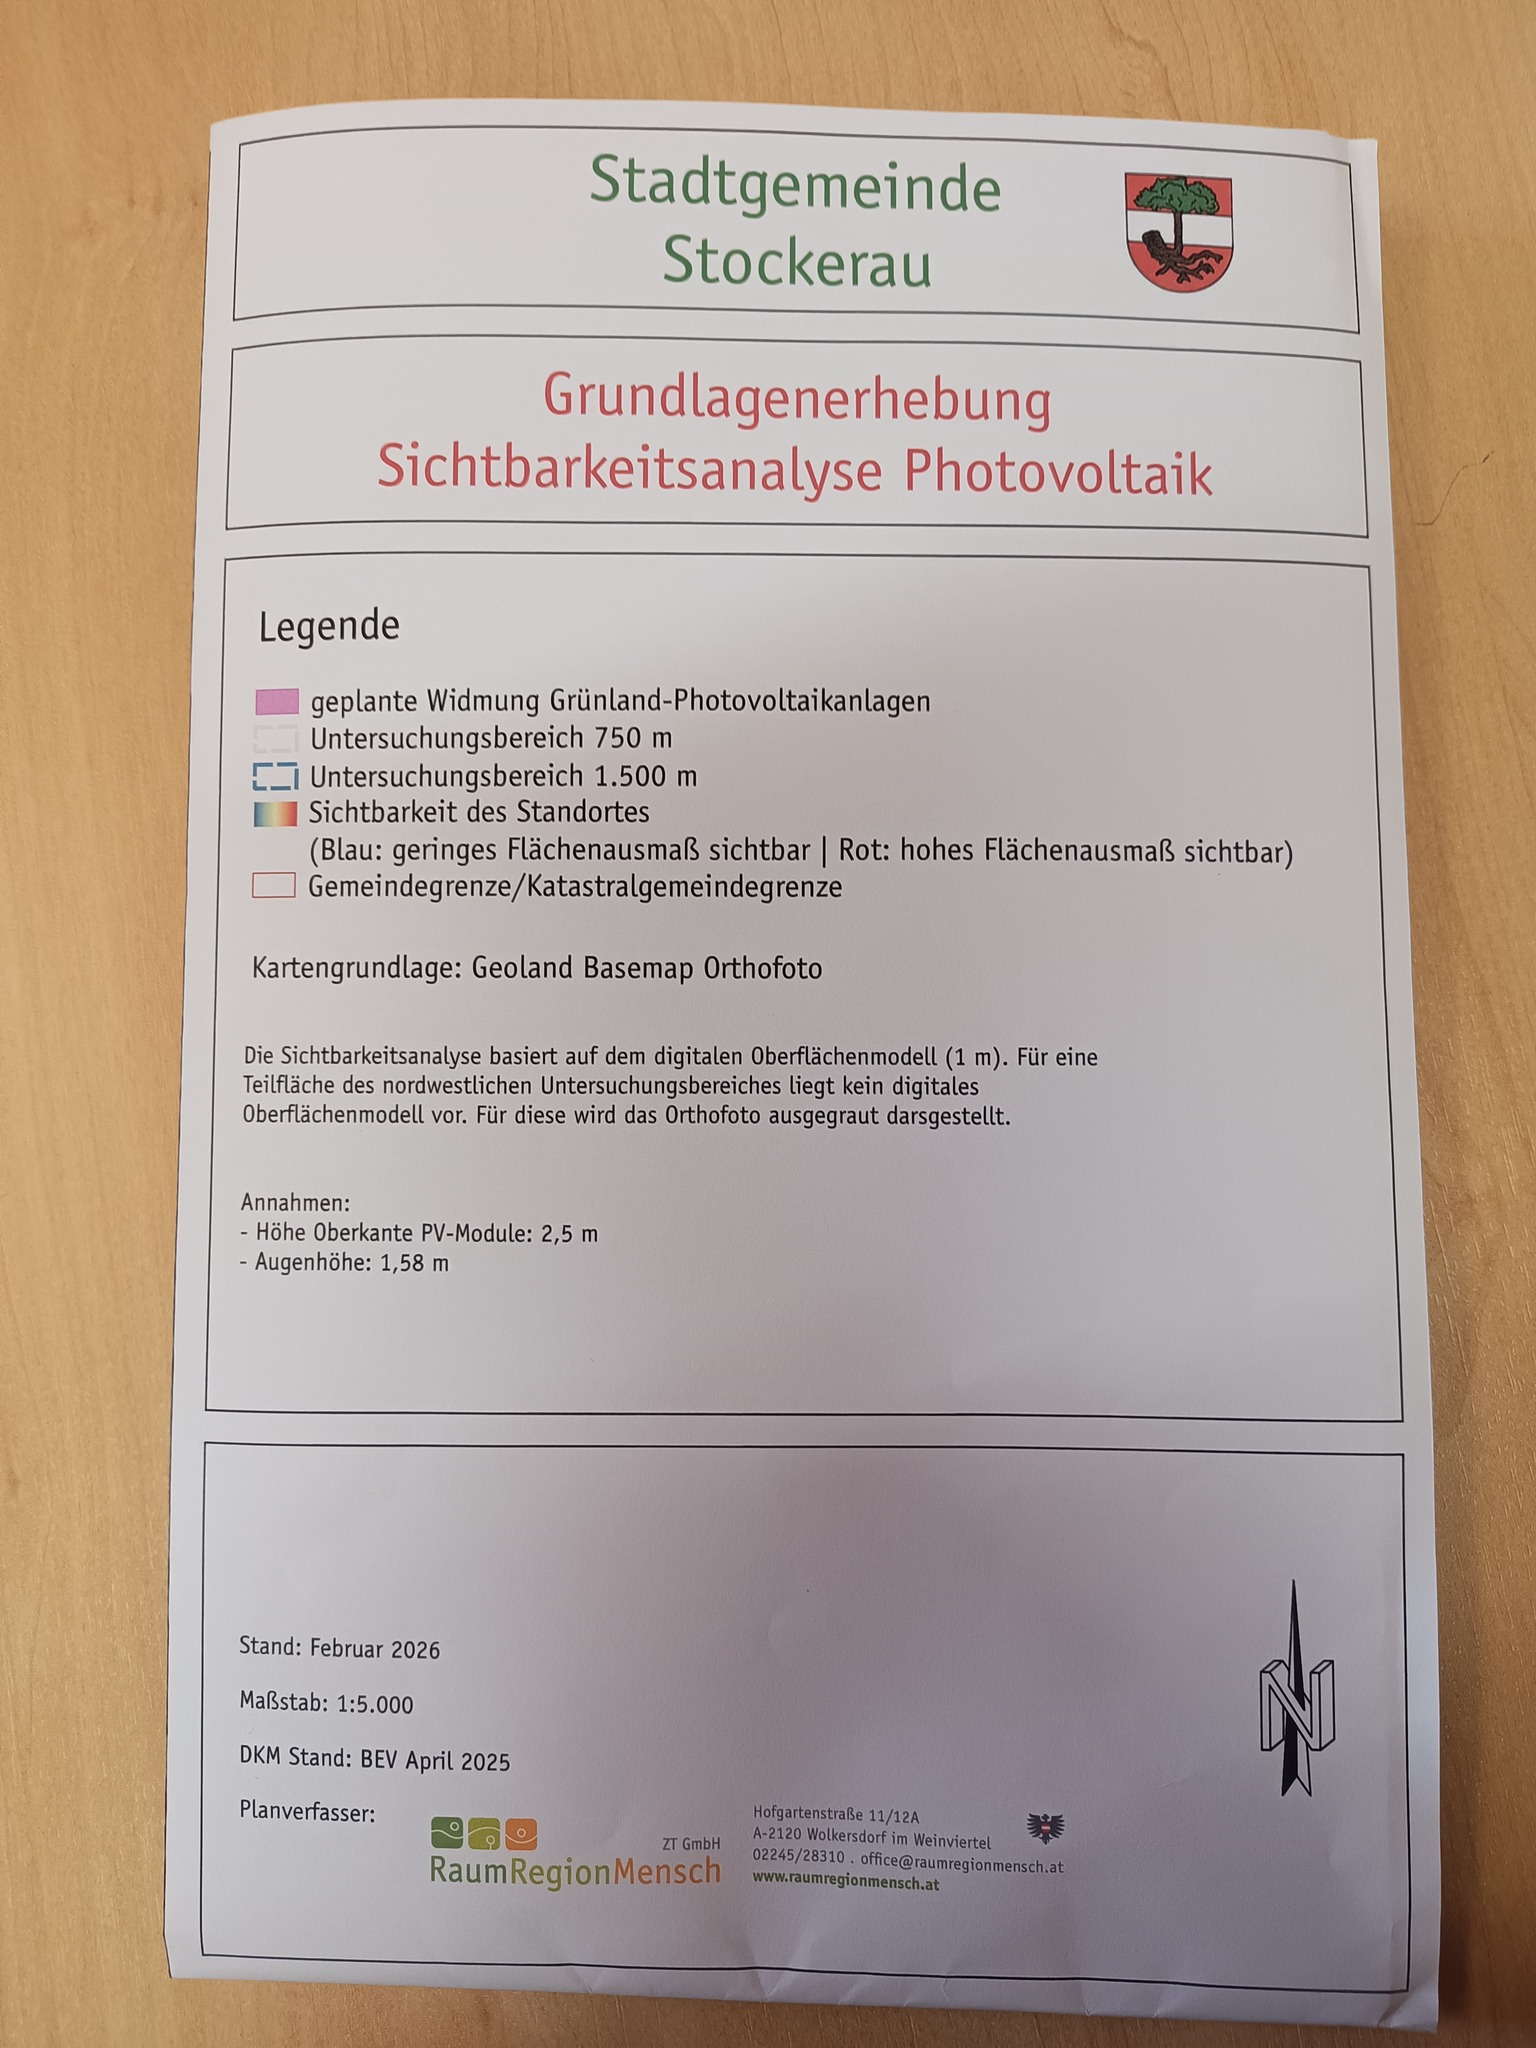 Stadtgemeinde
Stockerau
Grundlagenerhebung
Sichtbarkeitsanalyse Photovoltaik
Legende
geplante Widmung Grünland-Photovoltaikanlagen
Untersuchungsbereich 750 m
Untersuchungsbereich 1.500 m
Sichtbarkeit des Standortes
(Blau: geringes Flächenausmaß sichtbar | Rot: hohes Flächenausmaß sichtbar)
Gemeindegrenze/Katastralgemeindegrenze
Kartengrundlage: Geoland Basemap Orthofoto
Die Sichtbarkeitsanalyse basiert auf dem digitalen Oberflächenmodell (1 m). Für eine
Teilfläche des nordwestlichen Untersuchungsbereiches liegt kein digitales
Oberflächenmodell vor. Für diese wird das Orthofoto ausgegraut darsgestellt.
Annahmen:
- Höhe Oberkante PV-Module: 2,5 m
- Augenhöhe: 1,58 m
Stand: Februar 2026
Maßstab: 1:5.000
DKM Stand: BEV April 2025
N
Planverfasser:
ZT GmbH
RaumRegionMensch
Hofgartenstraße 11/12A
A-2120 Wolkersdorf im Weinviertel
02245/28310 . office@raumregionmensch.at
www.raumregionmensch.at